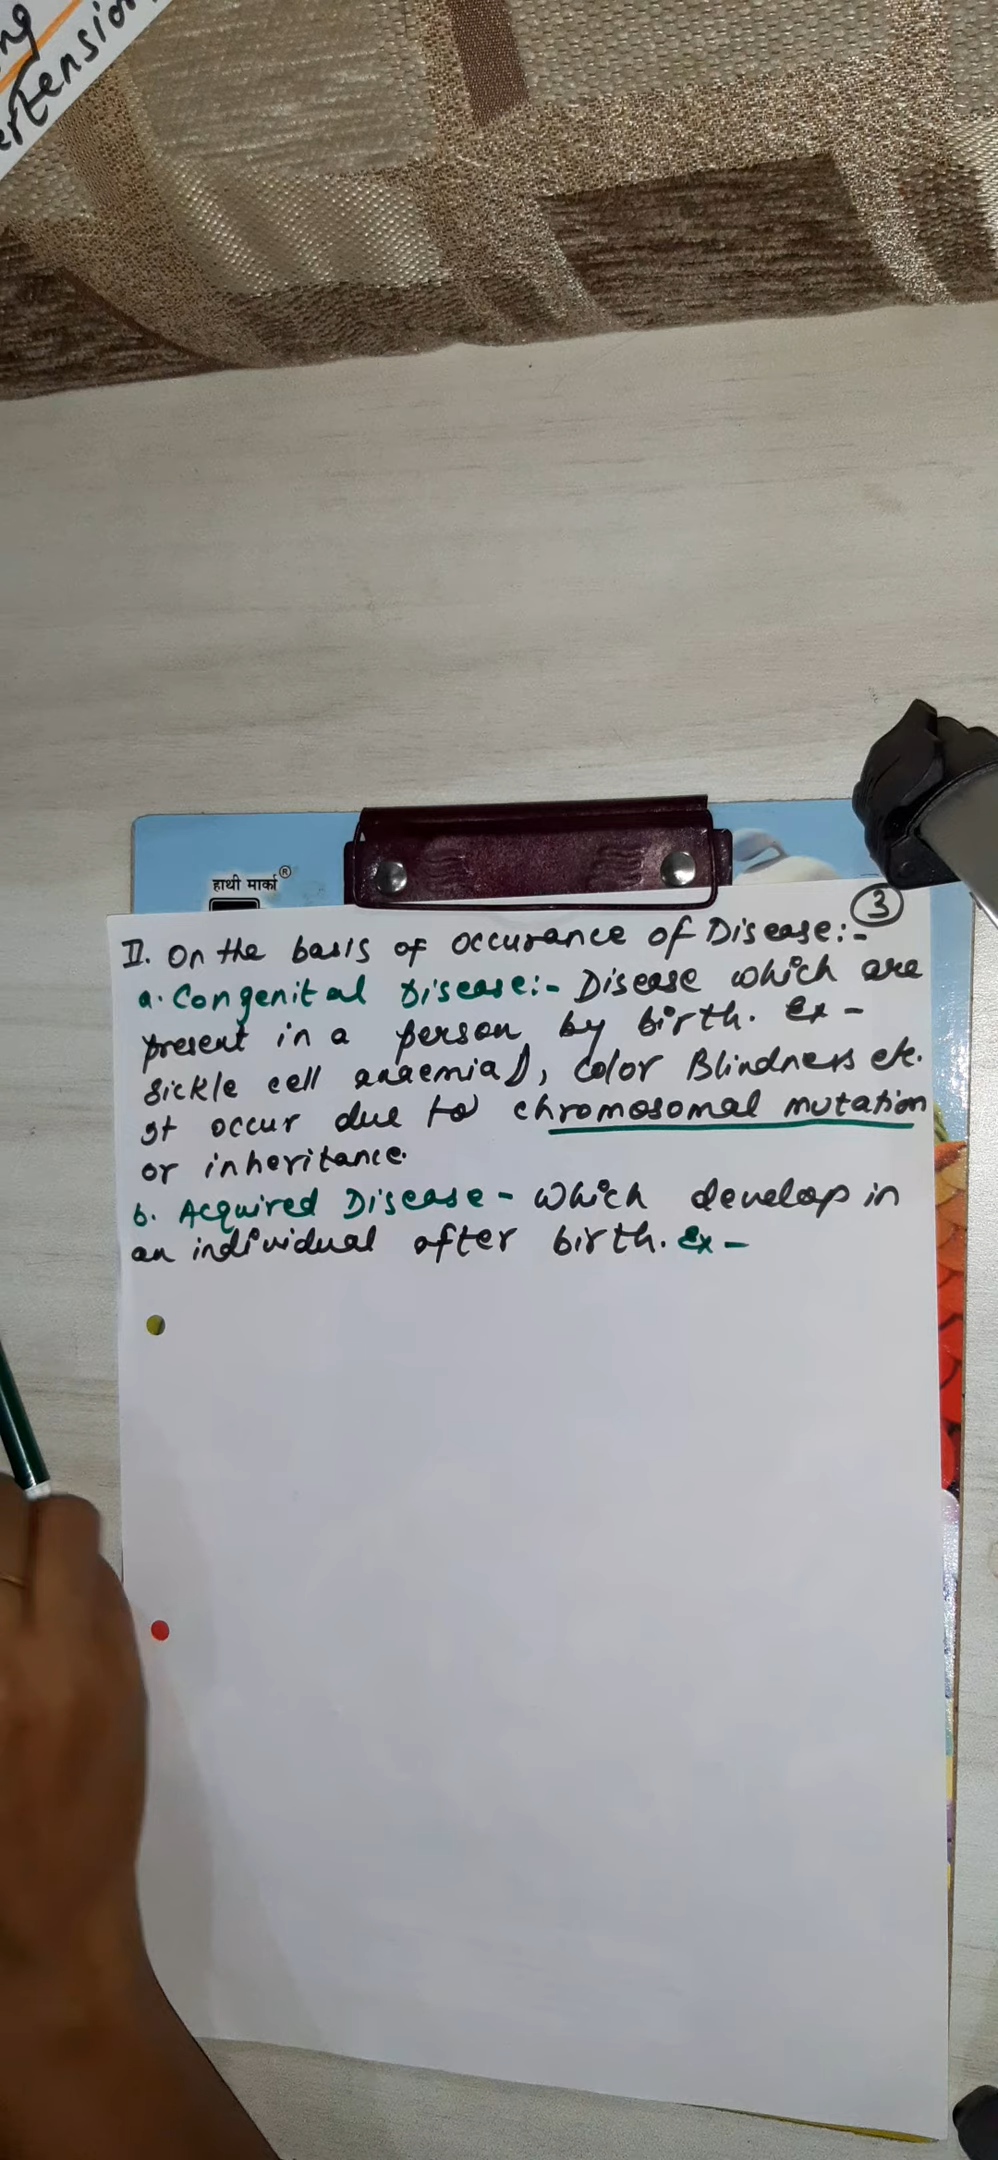 ng
ertension
हाथी मार्का®
3
II. On the basis of occurance of Disease:-
a. Congenital Disease:- Disease which are
present in a person by birth. Ex -
Sickle cell anaemia), Color Blindness etc.
It occur due to chromosomal mutation
or inheritance.
b. Acquired Disease - Which develop in
an individual after birth. Ex -